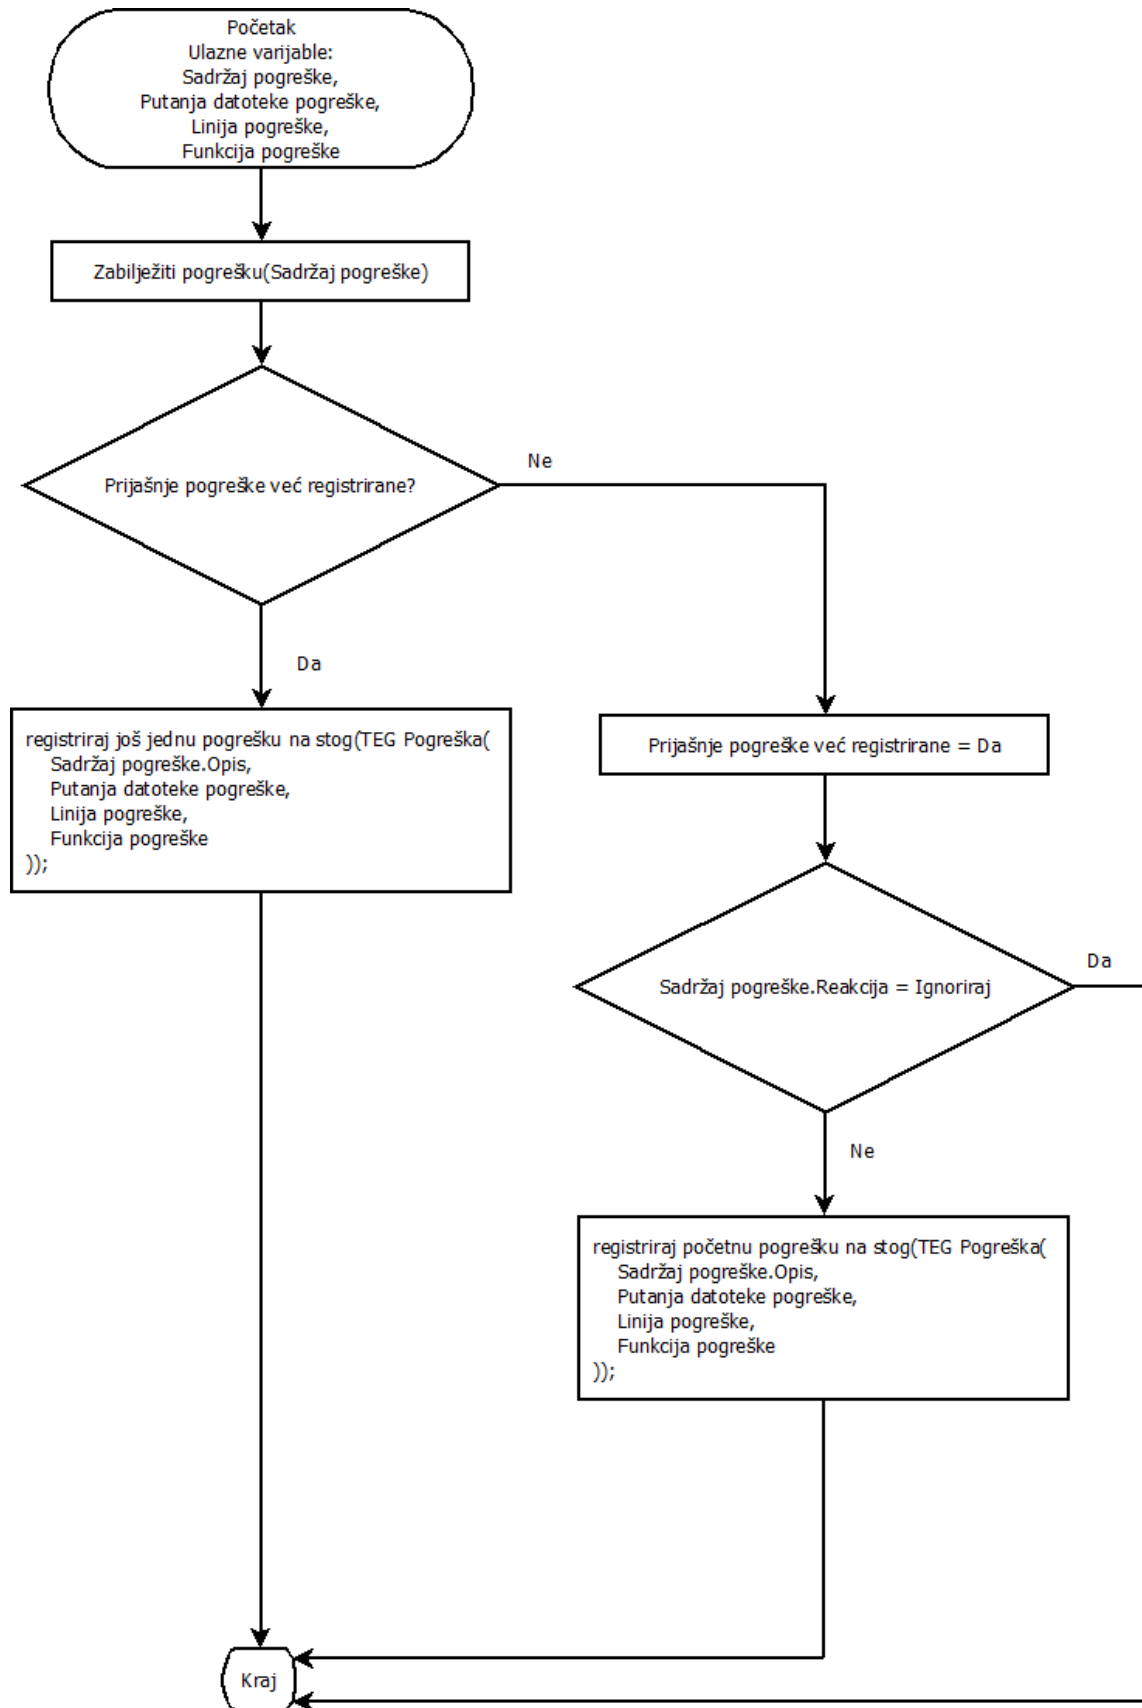 Početak
Ulazne varijable:
Sadržaj pogreške,
Putanja datoteke pogreške,
Linija pogreške,
Funkcija pogreške
Zabilježiti pogrešku(Sadržaj pogreške)
Prijašnje pogreške već registrirane?
Ne
Da
registriraj još jednu pogrešku na stog(TEG Pogreška(
Sadržaj pogreške.Opis,
Putanja datoteke pogreške,
Linija pogreške,
Funkcija pogreške
));
Prijašnje pogreške već registrirane = Da
Sadržaj pogreške.Reakcija = Ignoriraj
Da
Ne
registriraj početnu pogrešku na stog(TEG Pogreška(
Sadržaj pogreške.Opis,
Putanja datoteke pogreške,
Linija pogreške,
Funkcija pogreške
));
Kraj